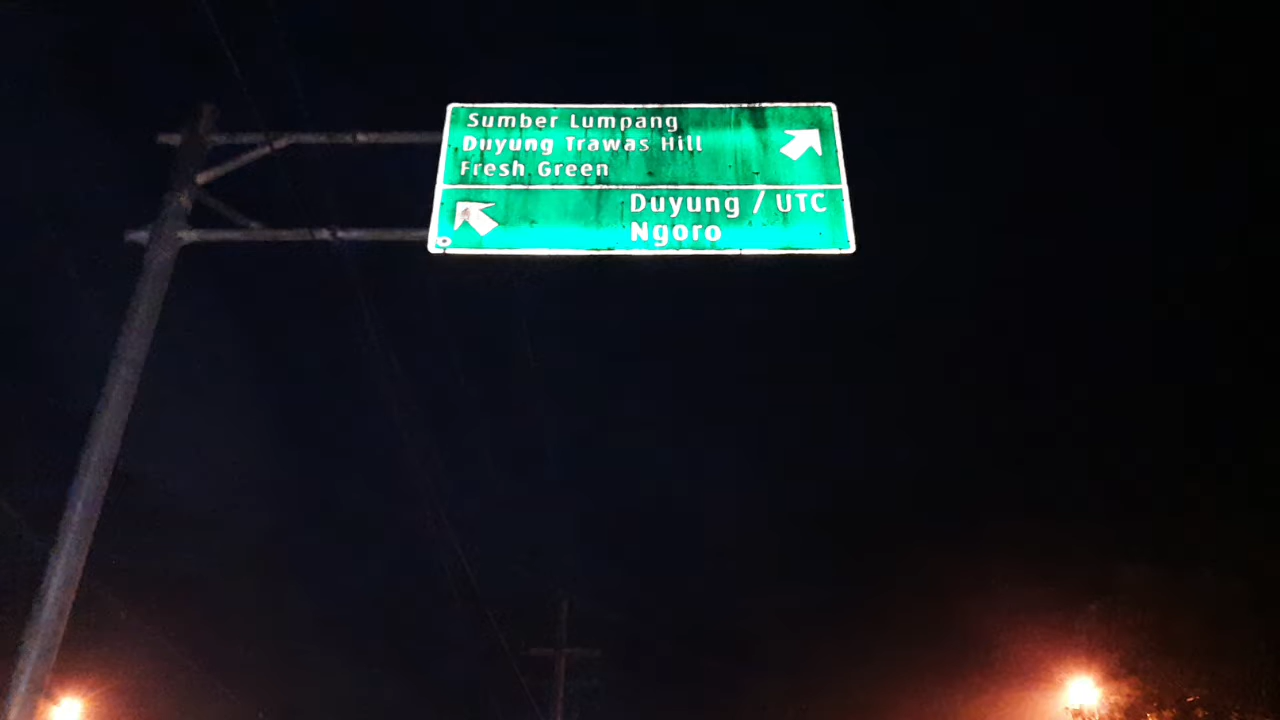 Sumber Lumpang
Duyung Trawas Hill
Fresh Green
Duyung / UTC
Ngoro